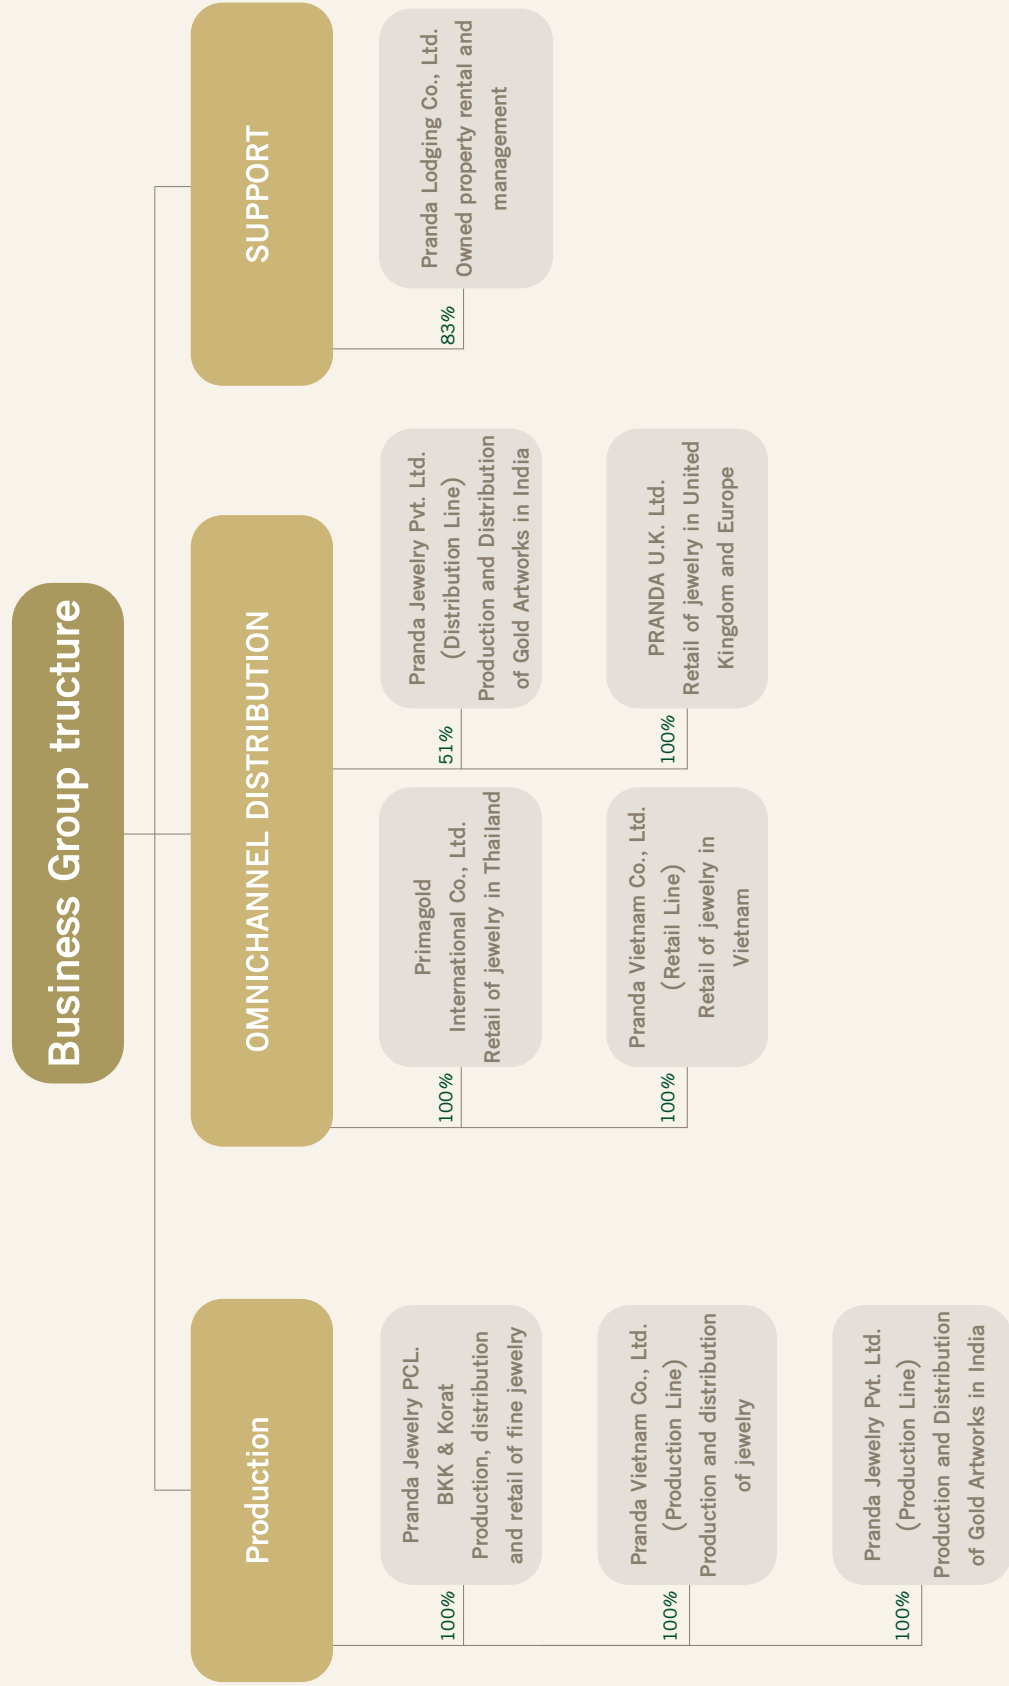 Business Group tructure
Production
100%
Pranda Jewelry PCL.
BKK & Korat
Production, distribution
and retail of fine jewelry
100%
Pranda Vietnam Co., Ltd.
(Production Line)
Production and distribution
of jewelry
100%
Pranda Jewelry Pvt. Ltd.
(Production Line)
Production and Distribution
of Gold Artworks in India
OMNICHANNEL DISTRIBUTION
100%
Primagold
International Co., Ltd.
Retail of jewelry in Thailand
100%
Pranda Vietnam Co., Ltd.
(Retail Line)
Retail of jewelry in
Vietnam
51%
Pranda Jewelry Pvt. Ltd.
(Distribution Line)
Production and Distribution
of Gold Artworks in India
100%
PRANDA U.K. Ltd.
Retail of jewelry in United
Kingdom and Europe
SUPPORT
83%
Pranda Lodging Co., Ltd.
Owned property rental and
management